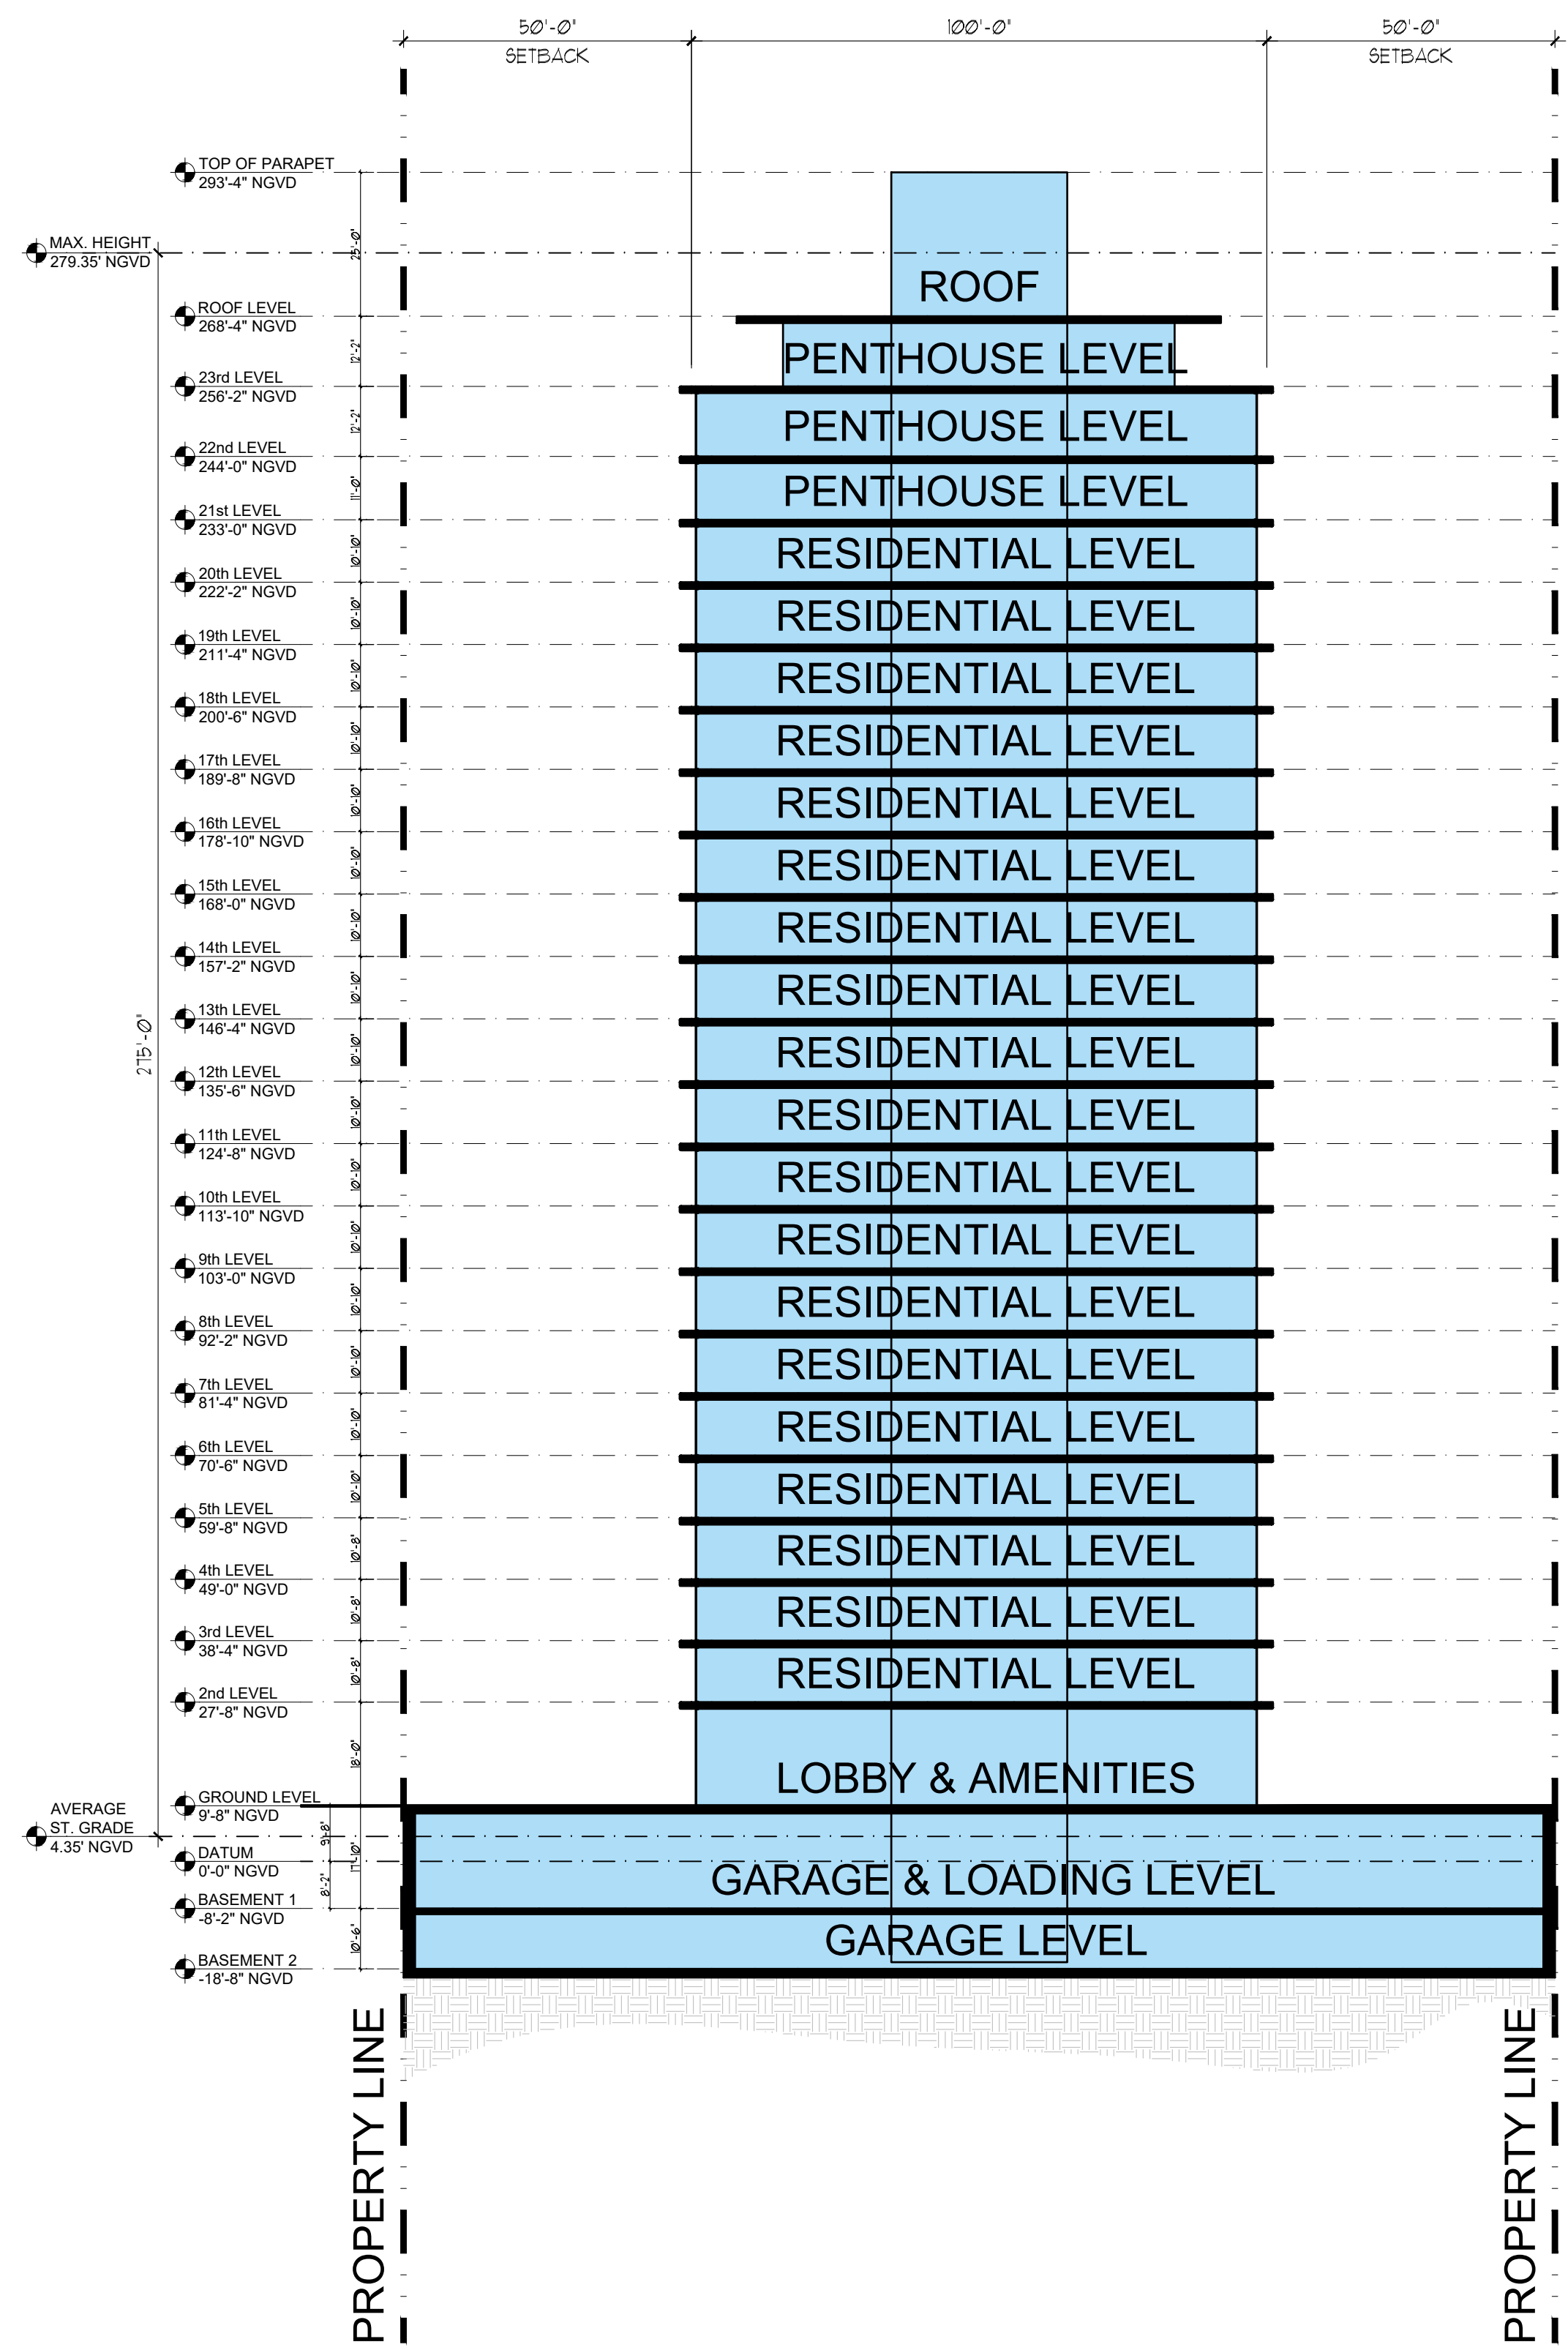 50'-0"
100'-0"
50'-0"
SETBACK
SETBACK
TOP OF PARAPET
293'-4" NGVD
25'-0"
MAX. HEIGHT
279.35' NGVD
ROOF
ROOF LEVEL
268'-4" NGVD
12'-2"
PENTHOUSE LEVEL
23rd LEVEL
256'-2" NGVD
12'-2"
PENTHOUSE LEVEL
22nd LEVEL
244'-0" NGVD
11'-0"
PENTHOUSE LEVEL
21st LEVEL
233'-0" NGVD
10'-10"
RESIDENTIAL LEVEL
20th LEVEL
222'-2" NGVD
10'-10"
RESIDENTIAL LEVEL
19th LEVEL
211'-4" NGVD
10'-10"
RESIDENTIAL LEVEL
18th LEVEL
200'-6" NGVD
10'-10"
RESIDENTIAL LEVEL
17th LEVEL
189'-8" NGVD
10'-10"
RESIDENTIAL LEVEL
16th LEVEL
178'-10" NGVD
10'-10"
RESIDENTIAL LEVEL
15th LEVEL
168'-0" NGVD
10'-10"
RESIDENTIAL LEVEL
14th LEVEL
157'-2" NGVD
10'-10"
RESIDENTIAL LEVEL
13th LEVEL
146'-4" NGVD
275'-0"
10'-10"
RESIDENTIAL LEVEL
12th LEVEL
135'-6" NGVD
10'-10"
RESIDENTIAL LEVEL
11th LEVEL
124'-8" NGVD
10'-10"
RESIDENTIAL LEVEL
10th LEVEL
113'-10" NGVD
10'-10"
RESIDENTIAL LEVEL
9th LEVEL
103'-0" NGVD
10'-10"
RESIDENTIAL LEVEL
8th LEVEL
92'-2" NGVD
10'-10"
RESIDENTIAL LEVEL
7th LEVEL
81'-4" NGVD
10'-10"
RESIDENTIAL LEVEL
6th LEVEL
70'-6" NGVD
10'-10"
RESIDENTIAL LEVEL
5th LEVEL
59'-8" NGVD
10'-8"
RESIDENTIAL LEVEL
4th LEVEL
49'-0" NGVD
10'-8"
RESIDENTIAL LEVEL
3rd LEVEL
38'-4" NGVD
10'-8"
RESIDENTIAL LEVEL
2nd LEVEL
27'-8" NGVD
18'-0"
LOBBY & AMENITIES
GROUND LEVEL
9'-8" NGVD
AVERAGE
ST. GRADE
4.35' NGVD
9'-8"
17'-10"
DATUM
0'-0" NGVD
8'-2"
GARAGE & LOADING LEVEL
BASEMENT 1
-8'-2" NGVD
10'-6"
GARAGE LEVEL
BASEMENT 2
-18'-8" NGVD
PROPERTY LINE
PROPERTY LINE